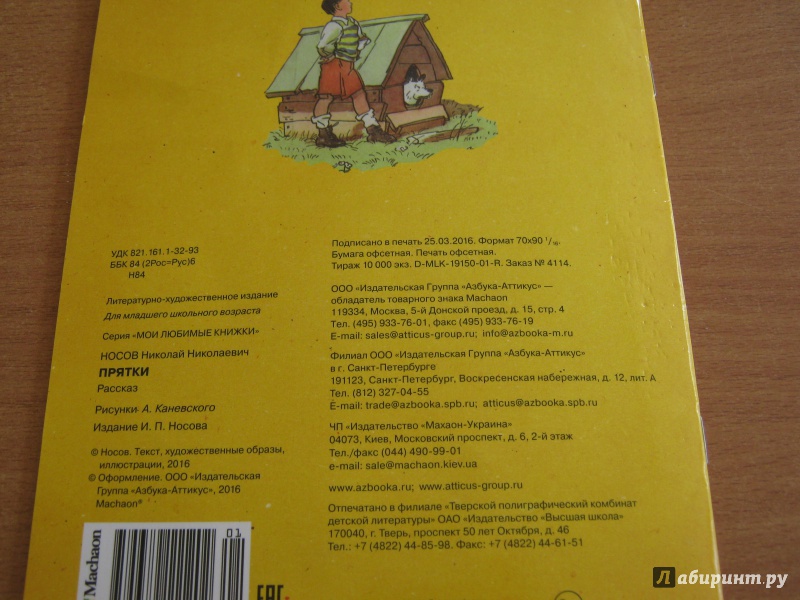 УДК 821.161.1-32-93
ББК 84 (2Рос=Рус)6
Н84
Литературно-художественное издание
Для младшего школьного возраста
Серия «МОИ ЛЮБИМЫЕ КНИЖКИ»
НОСОВ Николай Николаевич
ПРЯТКИ
Рассказ
Рисунки А. Каневского
Издание И. П. Носова
© Носов. Текст, художественные образы,
иллюстрации, 2016
© Оформление. ООО «Издательская
Группа «Азбука-Аттикус», 2016
Machaon®
Подписано в печать 25.03.2016. Формат 70x90 1/16.
Бумага офсетная. Печать офсетная.
Тираж 10 000 экз. D-MLK-19150-01-R. Заказ № 4114.
ООО «Издательская Группа «Азбука-Аттикус» —
обладатель товарного знака Machaon
119334, Москва, 5-й Донской проезд, д. 15, стр. 4
Тел. (495) 933-76-01, факс (495) 933-76-19
E-mail: sales@atticus-group.ru; info@azbooka-m.ru
Филиал ООО «Издательская Группа «Азбука-Аттикус»
в г. Санкт-Петербурге
191123, Санкт-Петербург, Воскресенская набережная, д. 12, лит. А
Тел. (812) 327-04-55
E-mail: trade@azbooka.spb.ru; atticus@azbooka.spb.ru
ЧП «Издательство «Махаон-Украина»
04073, Киев, Московский проспект, д. 6, 2-й этаж
Тел./факс (044) 490-99-01
e-mail: sale@machaon.kiev.ua
www.azbooka.ru; www.atticus-group.ru
Отпечатано в филиале «Тверской полиграфический комбинат
детской литературы» ОАО «Издательство «Высшая школа»
170040, г. Тверь, проспект 50 лет Октября, д. 46
Тел.: +7 (4822) 44-85-98. Факс: +7 (4822) 44-61-51
Machaon
01
EAC
Лабиринт.ру